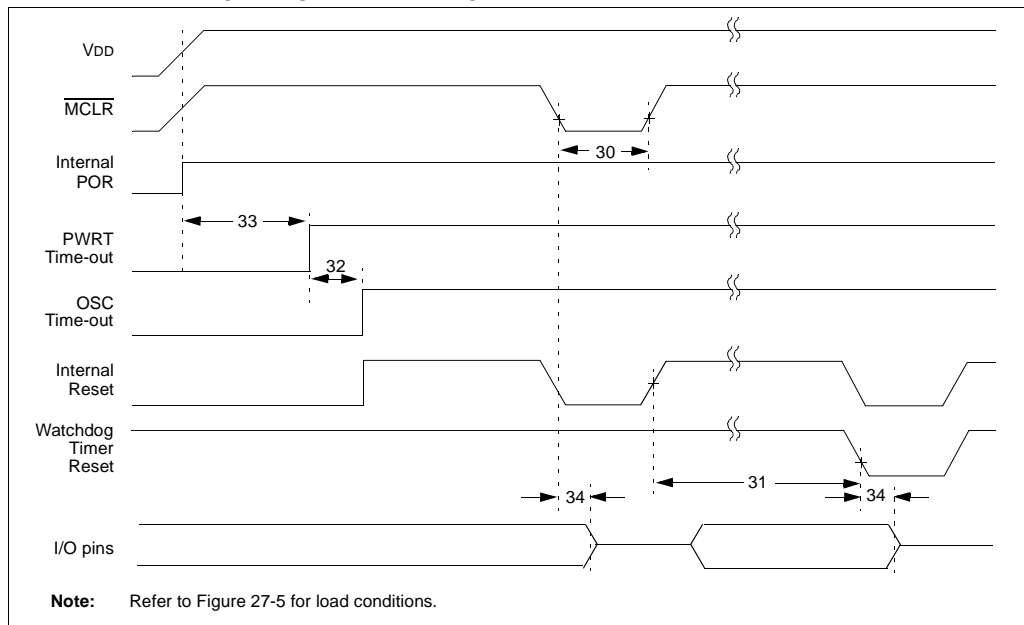 VDD
MCLR
30
Internal
POR
33
PWRT
Time-out
32
OSC
Time-out
Internal
Reset
Watchdog
Timer
Reset
31
34
34
I/O pins
Note: Refer to Figure 27-5 for load conditions.